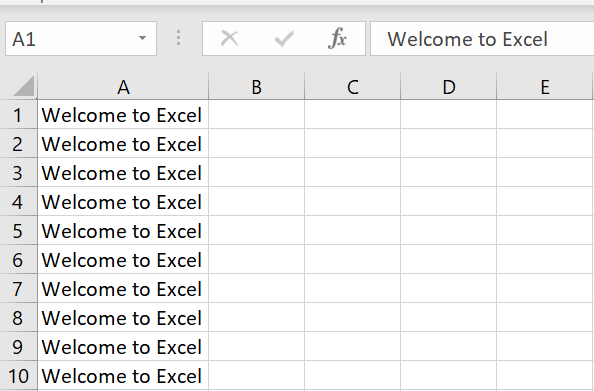 A1 fx Welcome to Excel
A B C D E
1 Welcome to Excel
2 Welcome to Excel
3 Welcome to Excel
4 Welcome to Excel
5 Welcome to Excel
6 Welcome to Excel
7 Welcome to Excel
8 Welcome to Excel
9 Welcome to Excel
10 Welcome to Excel